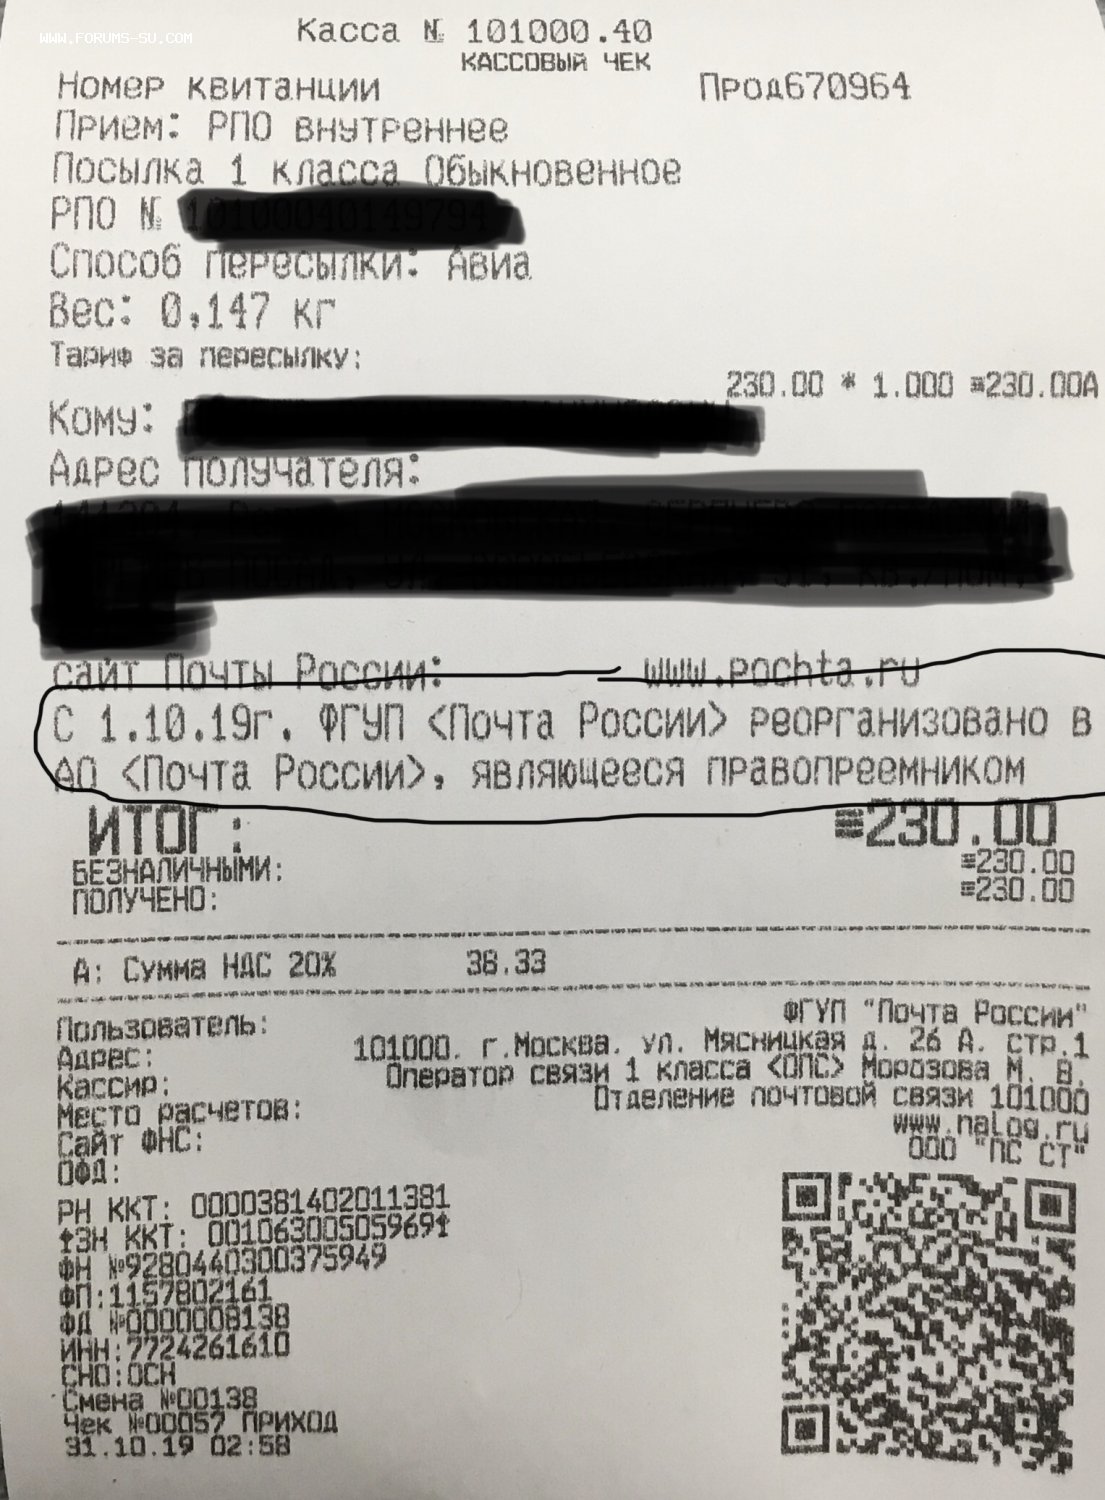 WWW.FORUMS-SU.COM
Касса № 101000.40
КАССОВЫЙ ЧЕК
Номер квитанции Прод670964
Прием: РПО внутреннее
Посылка 1 класса Обыкновенное
РПО №
Способ пересылки: Авиа
Вес: 0,147 кг
Тариф за пересылку:
230.00 * 1.000 ≡230.00А
Кому:
Адрес получателя:
сайт Почты России: www.pochta.ru
С 1.10.19г. ФГУП <Почта России> реорганизовано в
АО <Почта России>, являющееся правопреемником
ИТОГ: ≡230.00
БЕЗНАЛИЧНЫМИ: ≡230.00
ПОЛУЧЕНО: ≡230.00
А: Сумма НДС 20% 38.33
Пользователь: ФГУП "Почта России"
Адрес: 101000. г.Москва. ул. Мясницкая д. 26 А. стр.1
Кассир: Оператор связи 1 класса <ОПС> Морозова М. В.
Место расчетов: Отделение почтовой связи 101000
Сайт ФНС: www.nalog.ru
ОФД: ООО "ПС СТ"
РН ККТ: 0000381402011381
↑ЗН ККТ: 001063005059691↑
ФН №9280440300375949
ФП:1157802161
ФД №0000008138
ИНН:7724261610
СНО:ОСН
Смена №00138
Чек №00057 ПРИХОД
31.10.19 02:58